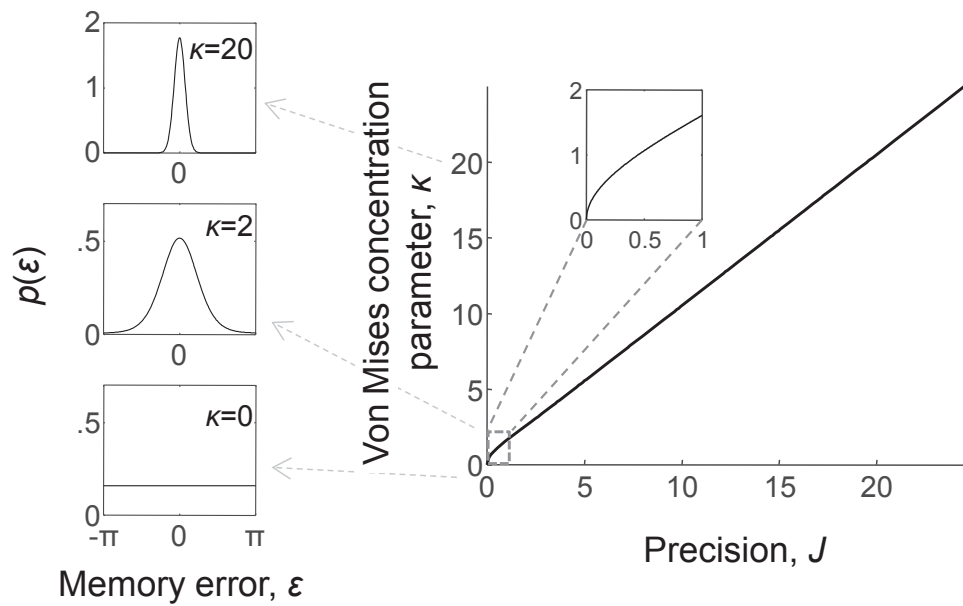 2
1
0
κ=20
0
.5
0
κ=2
0
.5
0
κ=0
-π
0
π
p(ε)
Memory error, ε
Von Mises concentration
parameter, κ
20
15
10
5
0
0
5
10
15
20
Precision, J
2
1
0
0
0.5
1